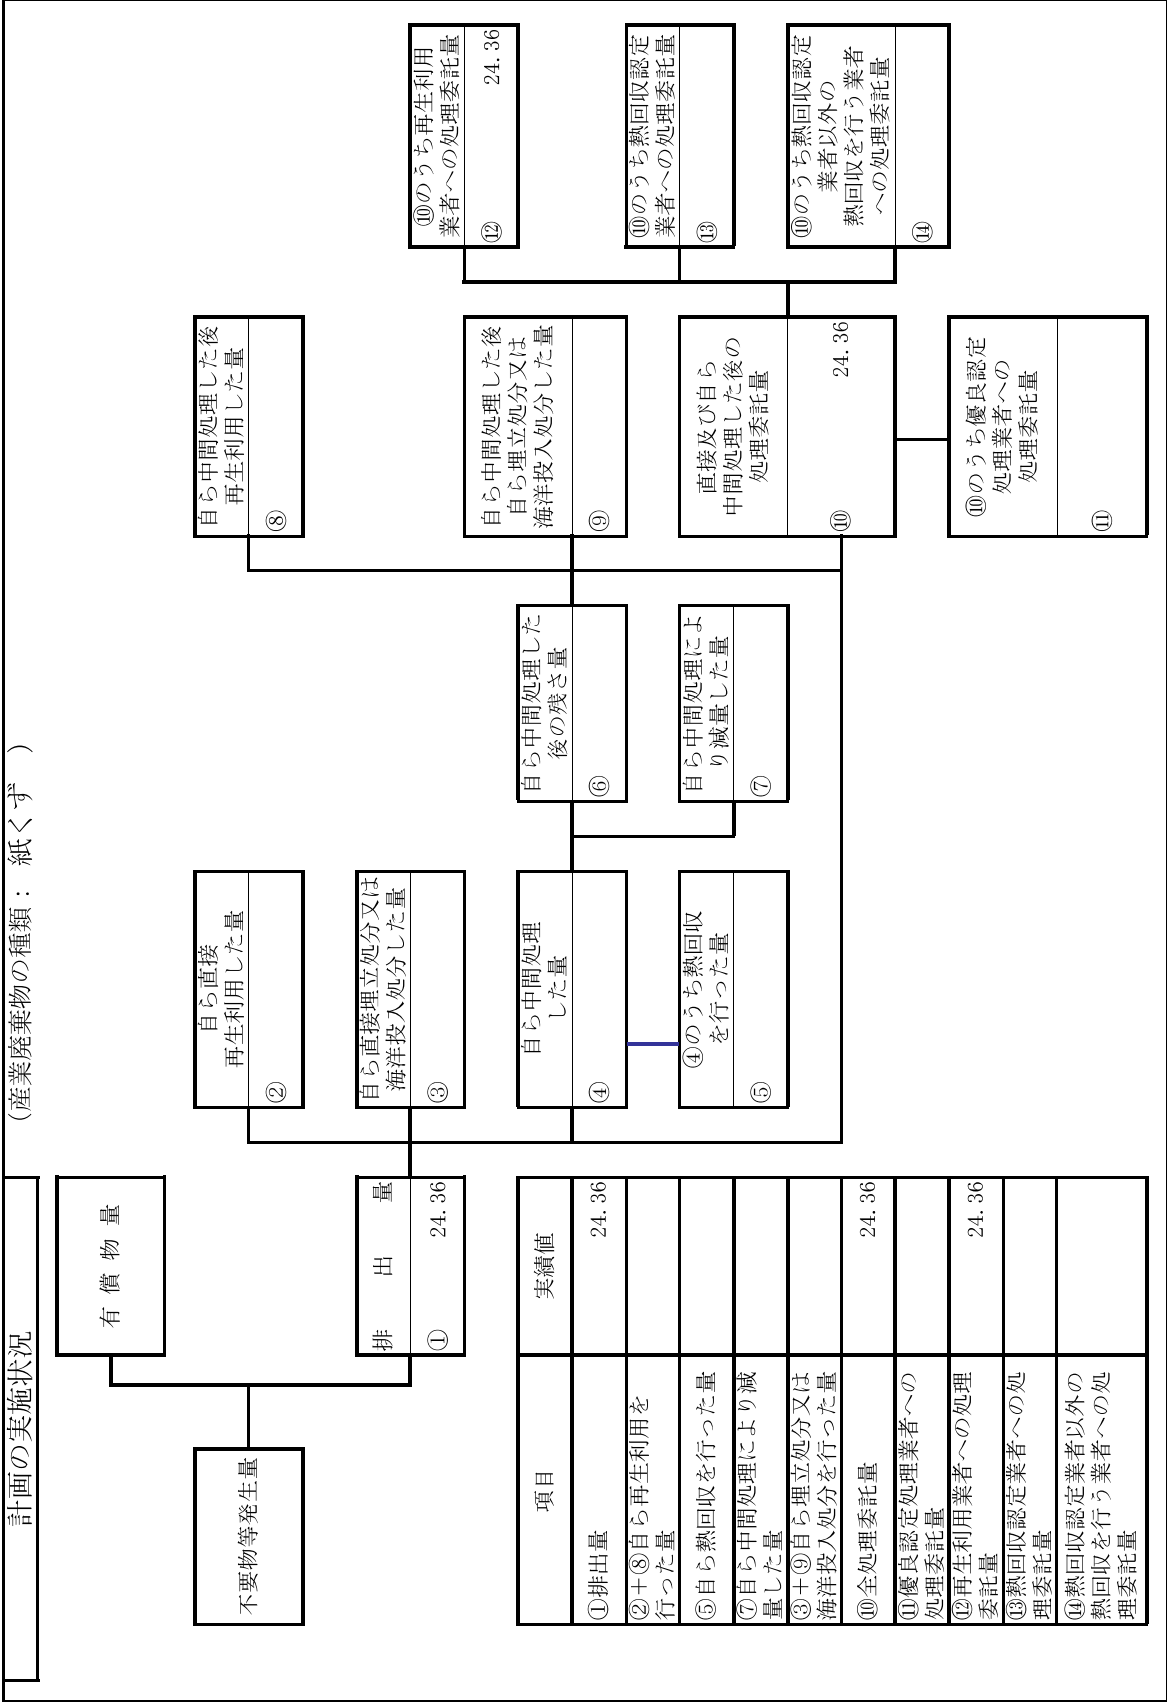 計画の実施状況
(産業廃棄物の種類： 紙くず )
不要物等発生量
有償物量
排出量
① 24.36
自ら直接
再生利用した量
②
自ら直接埋立処分又は
海洋投入処分した量
③
自ら中間処理
した量
④
④のうち熱回収
を行った量
⑤
自ら中間処理した
後の残さ量
⑥
自ら中間処理によ
り減量した量
⑦
自ら中間処理した後
再生利用した量
⑧
自ら中間処理した後
自ら埋立処分又は
海洋投入処分した量
⑨
直接及び自ら
中間処理した後の
処理委託量
⑩ 24.36
⑩のうち優良認定
処理業者への
処理委託量
⑪
⑩のうち再生利用
業者への処理委託量
⑫ 24.36
⑩のうち熱回収認定
業者への処理委託量
⑬
⑩のうち熱回収認定
業者以外の
熱回収を行う業者
への処理委託量
⑭
項目 実績値
①排出量 24.36
②＋⑧自ら再生利用を
行った量
⑤自ら熱回収を行った量
⑦自ら中間処理により減
量した量
③＋⑨自ら埋立処分又は
海洋投入処分を行った量
⑩全処理委託量 24.36
⑪優良認定処理業者への
処理委託量
⑫再生利用業者への処理
委託量 24.36
⑬熱回収認定業者への処
理委託量
⑭熱回収認定業者以外の
熱回収を行う業者への処
理委託量